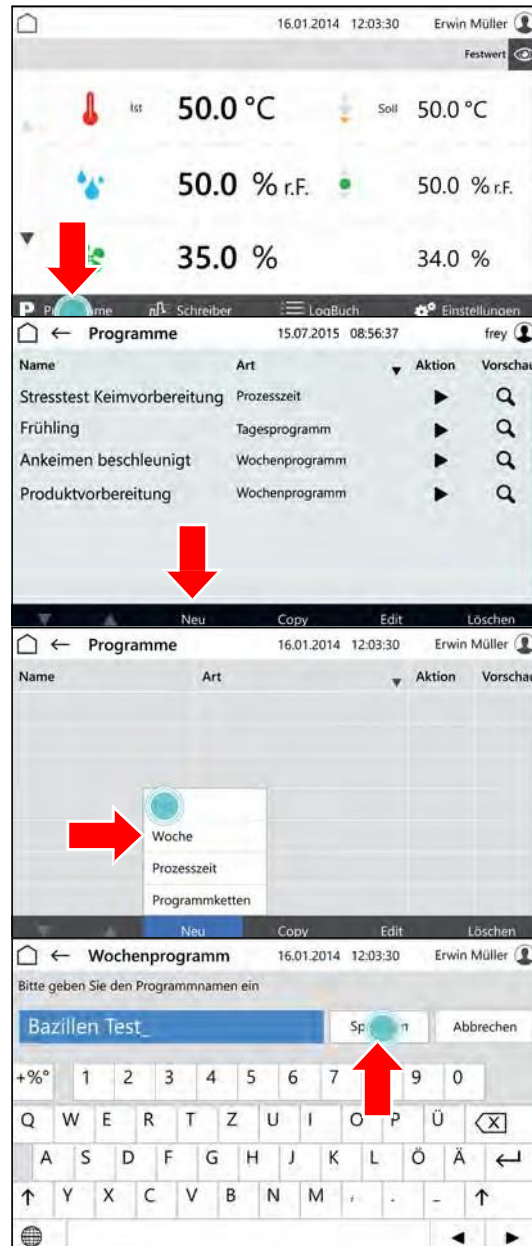 16.01.2014 12:03:30 Erwin Müller
Festwert
Ist 50.0 °C Soll 50.0 °C
50.0 % r.F. 50.0 % r.F.
35.0 % 34.0 %
P Schreiber LogBuch Einstellungen
← Programme 15.07.2015 08:56:37 frey
Name Art Aktion Vorschau
Stresstest Keimvorbereitung Prozesszeit
Frühling Tagesprogramm
Ankeimen beschleunigt Wochenprogramm
Produktvorbereitung Wochenprogramm
Neu Copy Edit Löschen
← Programme 16.01.2014 12:03:30 Erwin Müller
Name Art Aktion Vorschau
Woche
Prozesszeit
Programmketten
Neu Copy Edit Löschen
← Wochenprogramm 16.01.2014 12:03:30 Erwin Müller
Bitte geben Sie den Programmnamen ein
Bazillen Test_ Abbrechen
+%° 1 2 3 4 5 6 7 9 0
Q W E R T Z U I O P Ü
A S D F G H J K L Ö Ä
Y X C V B N M , . -